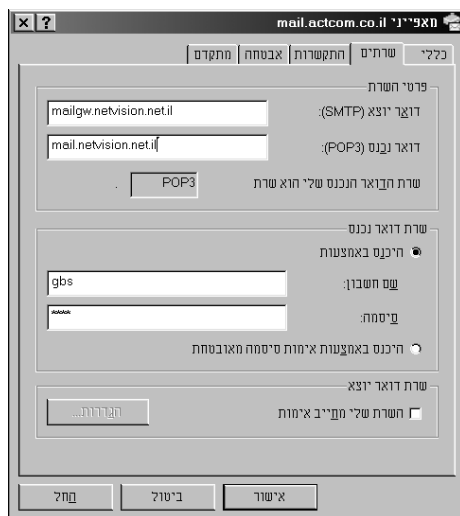 מאפייני mail.actcom.co.il
כללי שרתים התקשרות אבטחה מתקדם
פרטי השרת
דואר יוצא (SMTP): mailgw.netvision.net.il
דואר נכנס (POP3): mail.netvision.net.il
שרת הדואר הנכנס שלי הוא שרת POP3 .
שרת דואר נכנס
היכנס באמצעות
שם חשבון: gbs
סיסמה: ****
היכנס באמצעות אימות סיסמה מאובטחת
שרת דואר יוצא
השרת שלי מחייב אימות הגדרות...
אישור ביטול החל